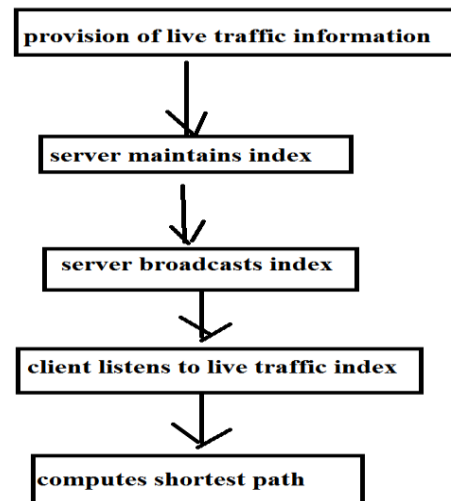 provision of live traffic information
server maintains index
server broadcasts index
client listens to live traffic index
computes shortest path